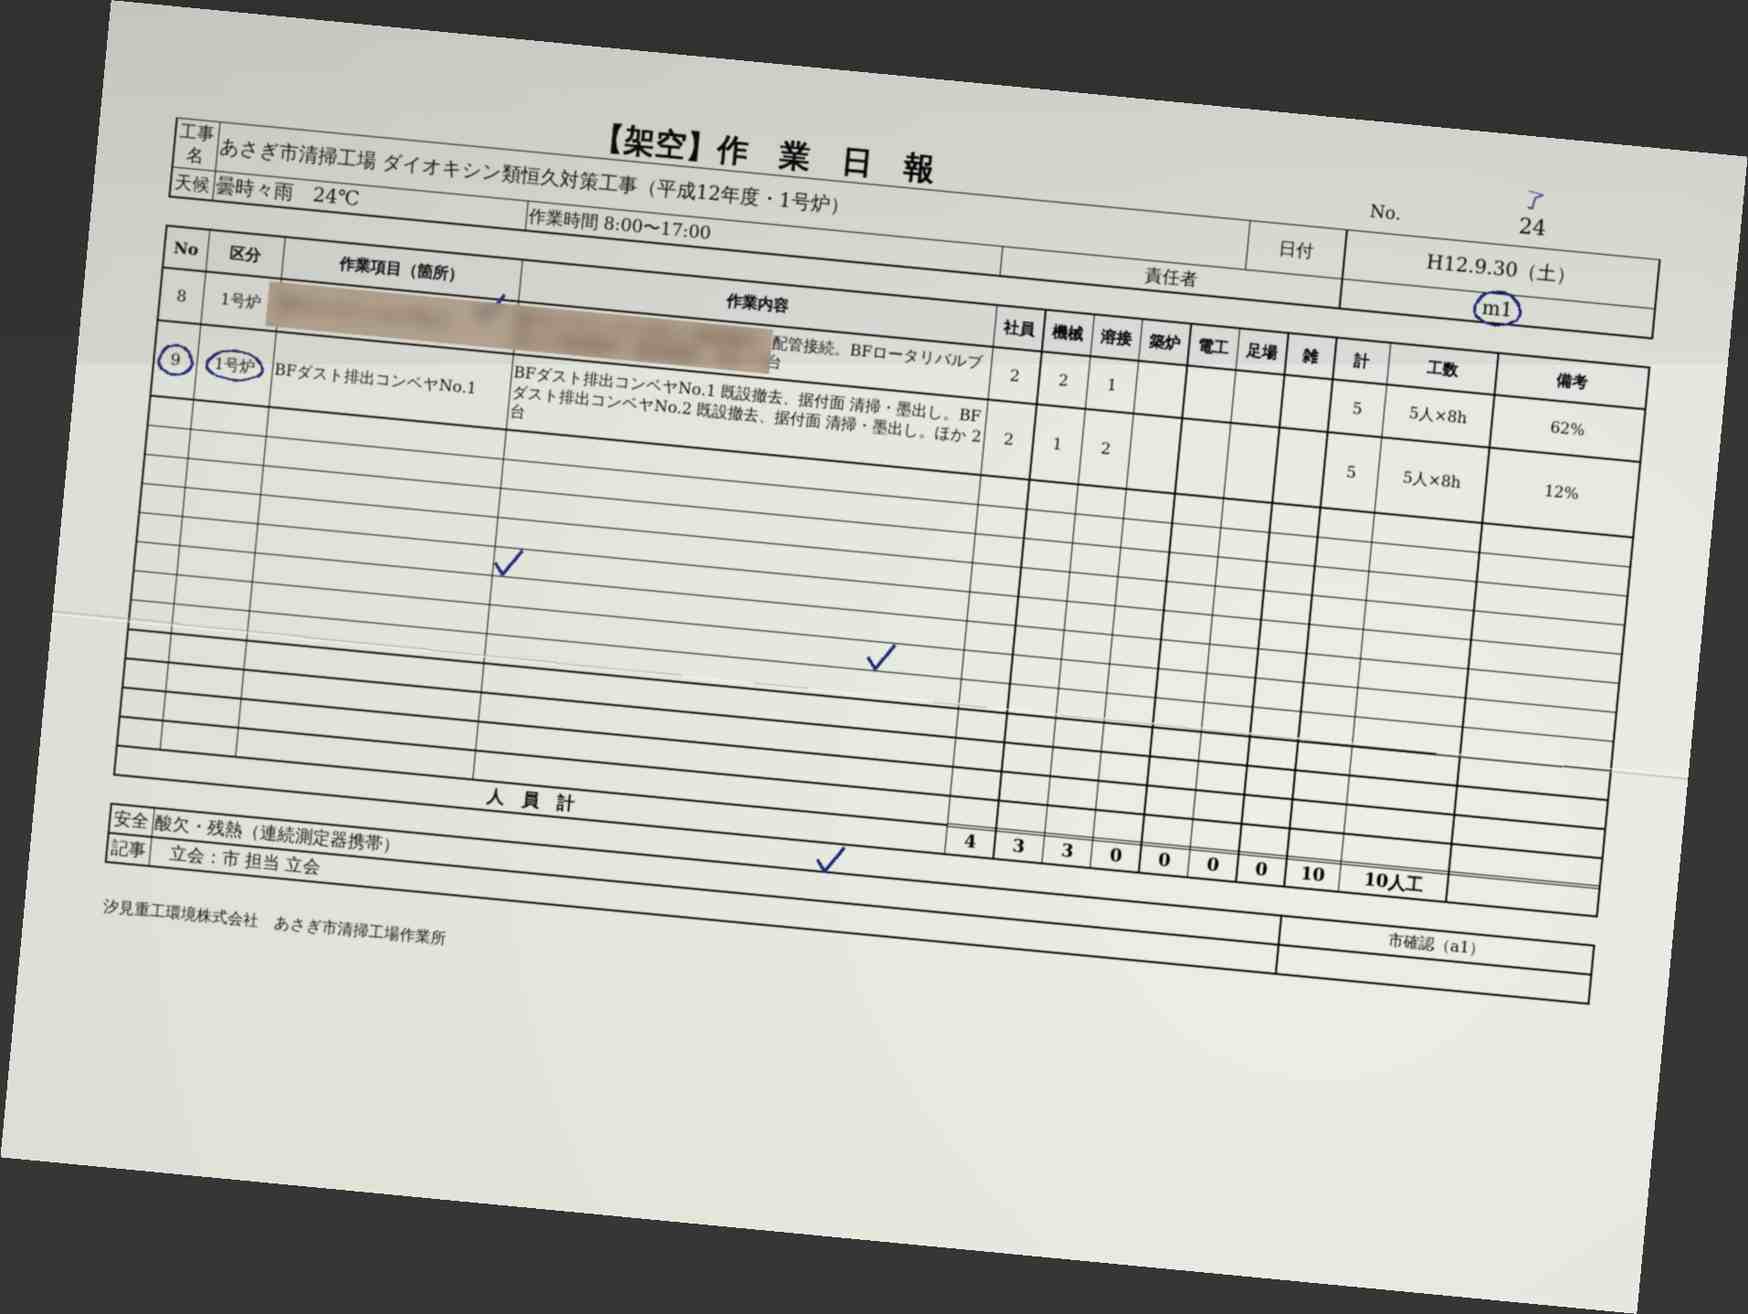 【架空】作 業 日 報
No. 24
了
工事名 あさぎ市清掃工場 ダイオキシン類恒久対策工事（平成12年度・1号炉） 日付 H12.9.30（土）
天候 曇時々雨 24℃ 作業時間 8:00〜17:00 責任者 m1
No 区分 作業項目（箇所） 作業内容 社員 機械 溶接 築炉 電工 足場 雑 計 工数 備考
8 1号炉 配管接続。BFロータリバルブ 2 2 1 5 5人×8h 62%
台
9 1号炉 BFダスト排出コンベヤNo.1 BFダスト排出コンベヤNo.1 既設撤去、据付面 清掃・墨出し。BF 2 1 2 5 5人×8h 12%
ダスト排出コンベヤNo.2 既設撤去、据付面 清掃・墨出し。ほか 2
台
人 員 計 4 3 3 0 0 0 0 10 10人工
安全 酸欠・残熱（連続測定器携帯） 市確認（a1）
記事 立会：市 担当 立会
汐見重工環境株式会社 あさぎ市清掃工場作業所